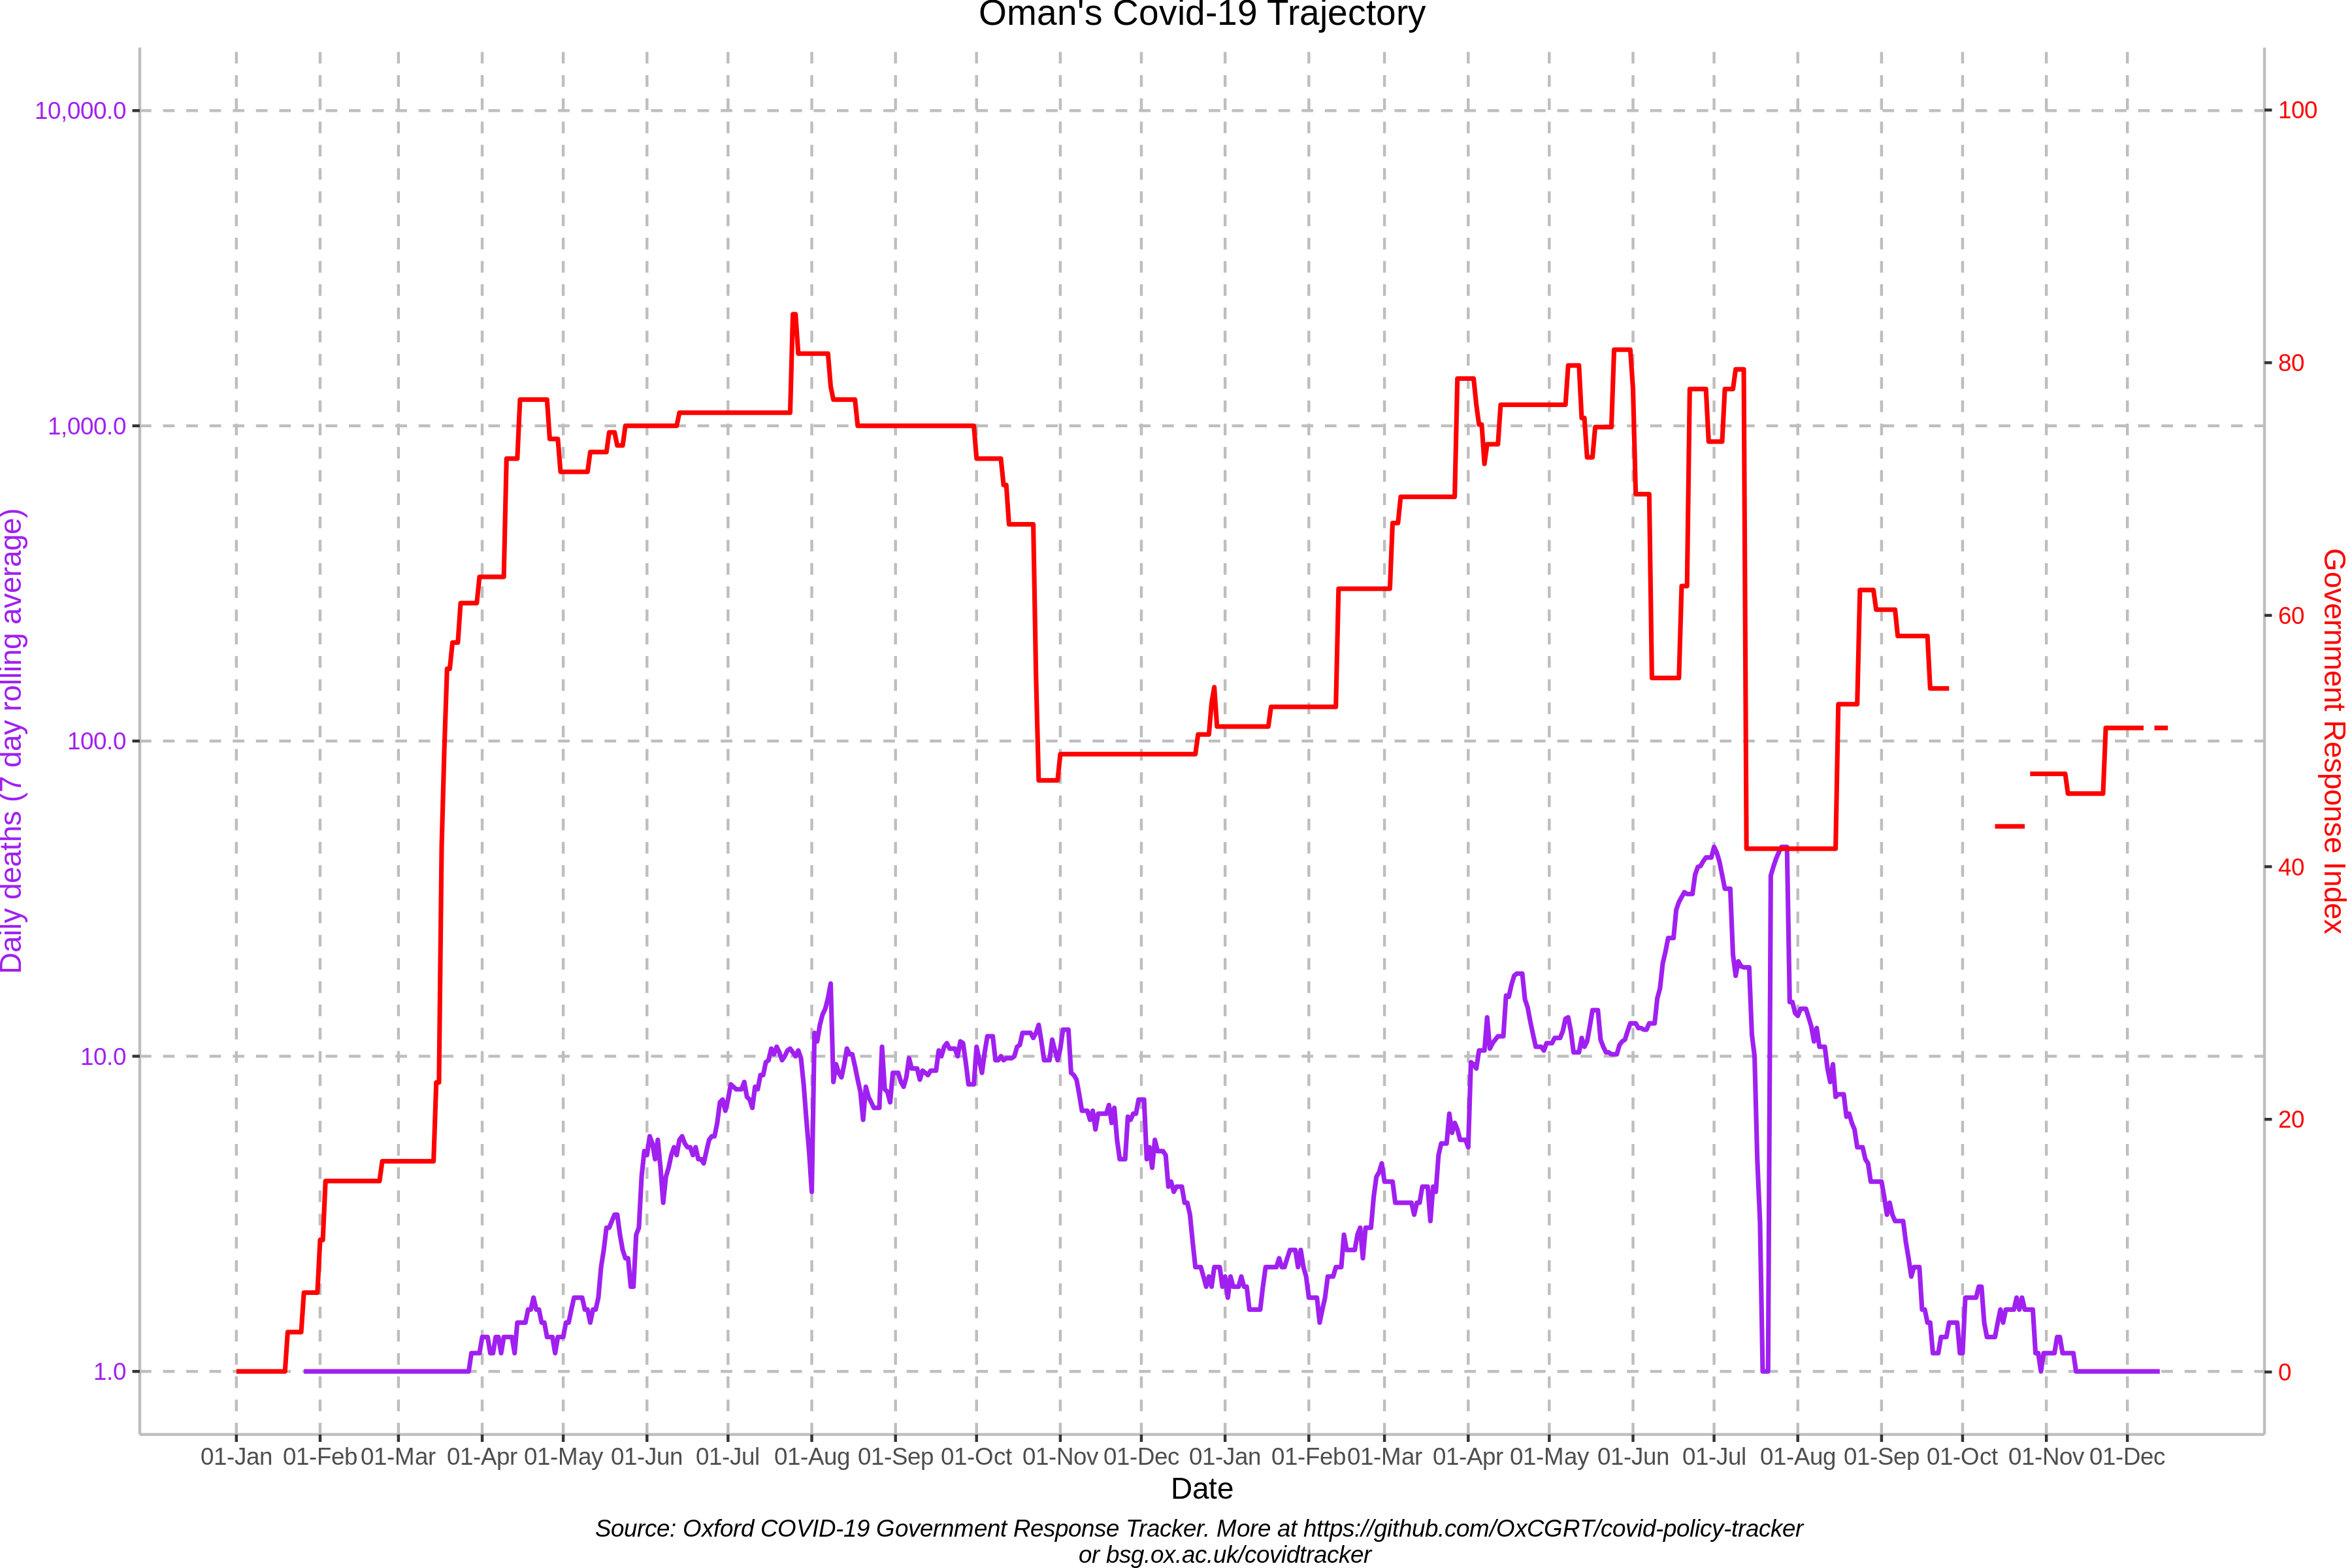 Oman's Covid-19 Trajectory
10,000.0
1,000.0
100.0
10.0
1.0
Daily deaths (7 day rolling average)
100
80
60
40
20
0
Government Response Index
01-Jan 01-Feb 01-Mar 01-Apr 01-May 01-Jun 01-Jul 01-Aug 01-Sep 01-Oct 01-Nov 01-Dec 01-Jan 01-Feb 01-Mar 01-Apr 01-May 01-Jun 01-Jul 01-Aug 01-Sep 01-Oct 01-Nov 01-Dec
Date
Source: Oxford COVID-19 Government Response Tracker. More at https://github.com/OxCGRT/covid-policy-tracker
or bsg.ox.ac.uk/covidtracker